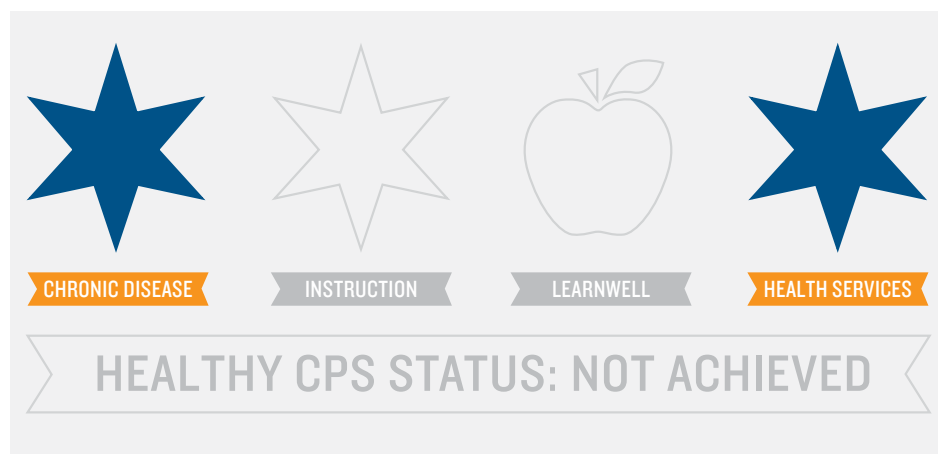 CHRONIC DISEASE
INSTRUCTION
LEARNWELL
HEALTH SERVICES
HEALTHY CPS STATUS: NOT ACHIEVED